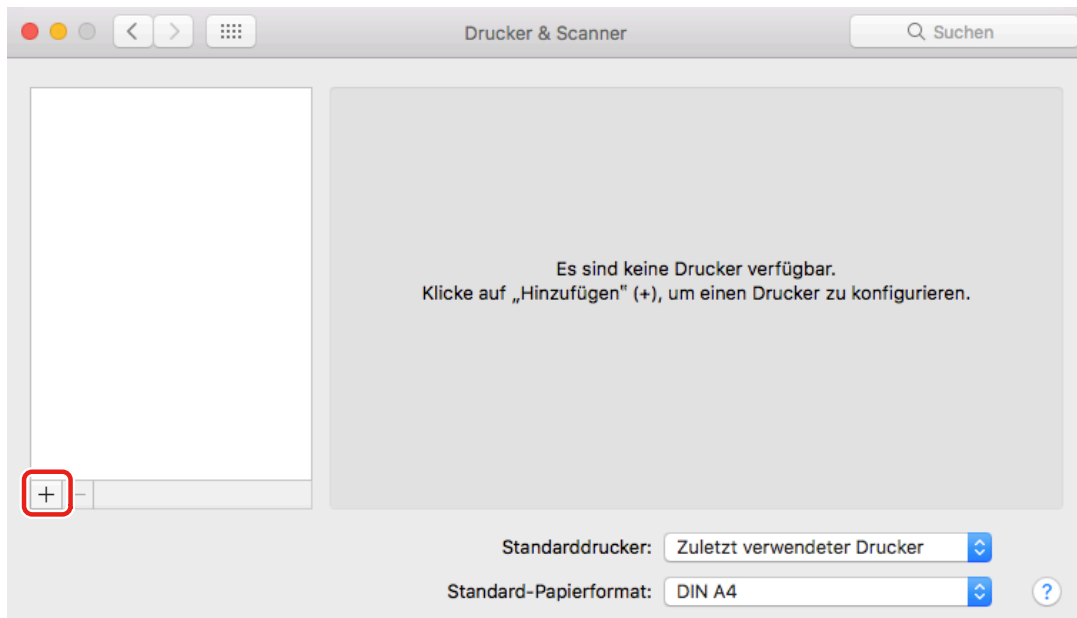 Drucker & Scanner
Suchen
Es sind keine Drucker verfügbar.
Klicke auf „Hinzufügen“ (+), um einen Drucker zu konfigurieren.
+ −
Standarddrucker: Zuletzt verwendeter Drucker
Standard-Papierformat: DIN A4 ?